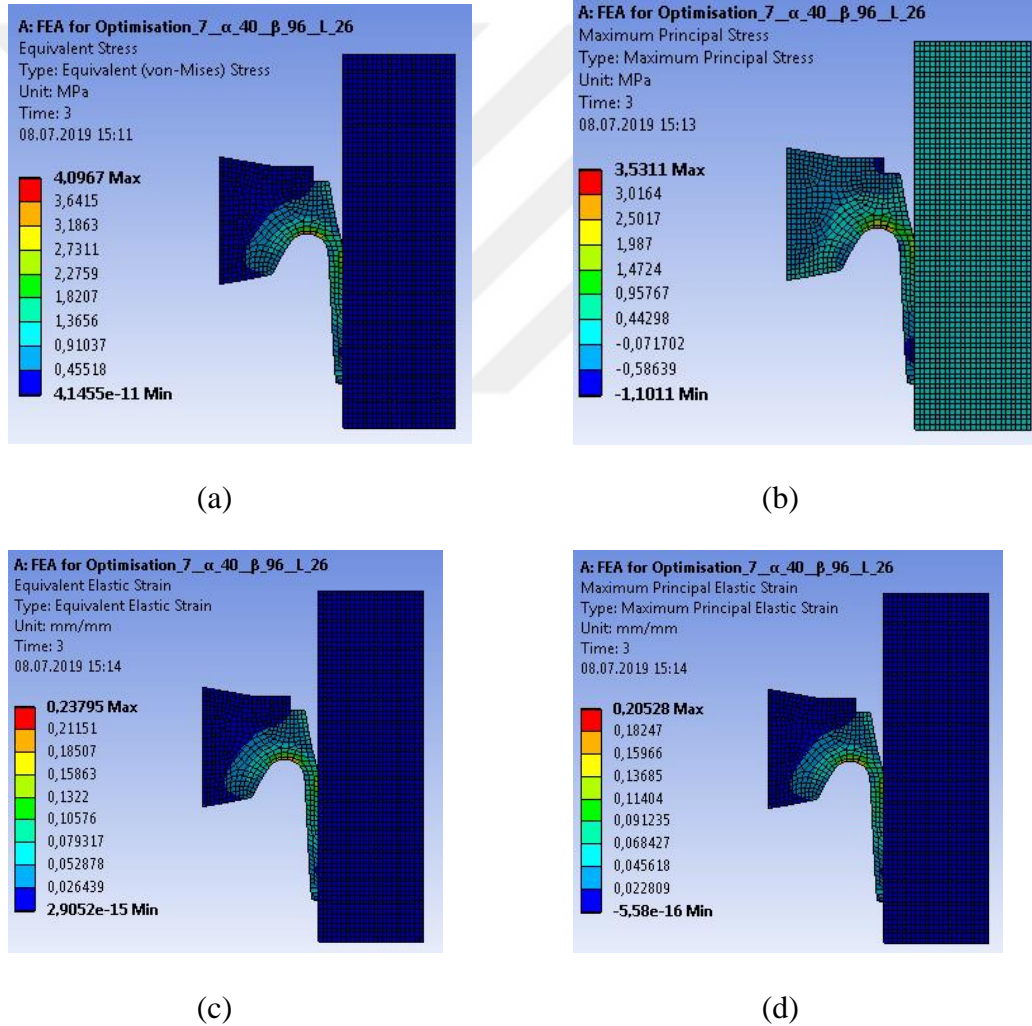 A: FEA for Optimisation_7__α_40__β_96__L_26
Equivalent Stress
Type: Equivalent (von-Mises) Stress
Unit: MPa
Time: 3
08.07.2019 15:11
4,0967 Max
3,6415
3,1863
2,7311
2,2759
1,8207
1,3656
0,91037
0,45518
4,1455e-11 Min
(a)
A: FEA for Optimisation_7__α_40__β_96__L_26
Maximum Principal Stress
Type: Maximum Principal Stress
Unit: MPa
Time: 3
08.07.2019 15:13
3,5311 Max
3,0164
2,5017
1,987
1,4724
0,95767
0,44298
-0,071702
-0,58639
-1,1011 Min
(b)
A: FEA for Optimisation_7__α_40__β_96__L_26
Equivalent Elastic Strain
Type: Equivalent Elastic Strain
Unit: mm/mm
Time: 3
08.07.2019 15:14
0,23795 Max
0,21151
0,18507
0,15863
0,1322
0,10576
0,079317
0,052878
0,026439
2,9052e-15 Min
(c)
A: FEA for Optimisation_7__α_40__β_96__L_26
Maximum Principal Elastic Strain
Type: Maximum Principal Elastic Strain
Unit: mm/mm
Time: 3
08.07.2019 15:14
0,20528 Max
0,18247
0,15966
0,13685
0,11404
0,091235
0,068427
0,045618
0,022809
-5,58e-16 Min
(d)